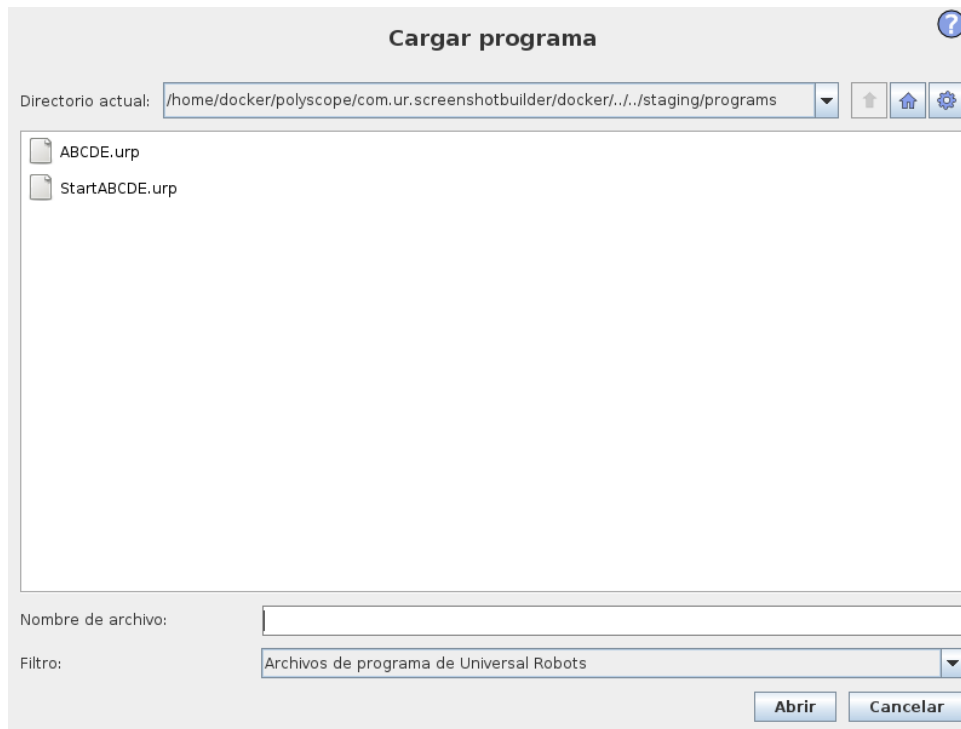 Cargar programa
?
Directorio actual: /home/docker/polyscope/com.ur.screenshotbuilder/docker/../../staging/programs
ABCDE.urp
StartABCDE.urp
Nombre de archivo:
Filtro: Archivos de programa de Universal Robots
Abrir Cancelar